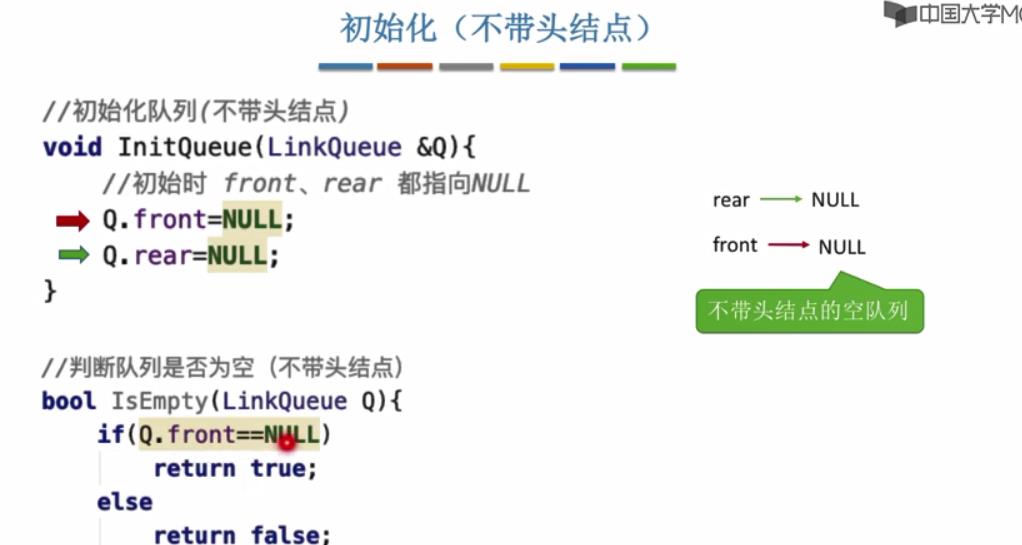 初始化（不带头结点）
中国大学MO
//初始化队列(不带头结点)
void InitQueue(LinkQueue &Q){
//初始时 front、rear 都指向NULL
Q.front=NULL;
Q.rear=NULL;
}
rear NULL
front NULL
不带头结点的空队列
//判断队列是否为空（不带头结点）
bool IsEmpty(LinkQueue Q){
if(Q.front==NULL)
return true;
else
return false;